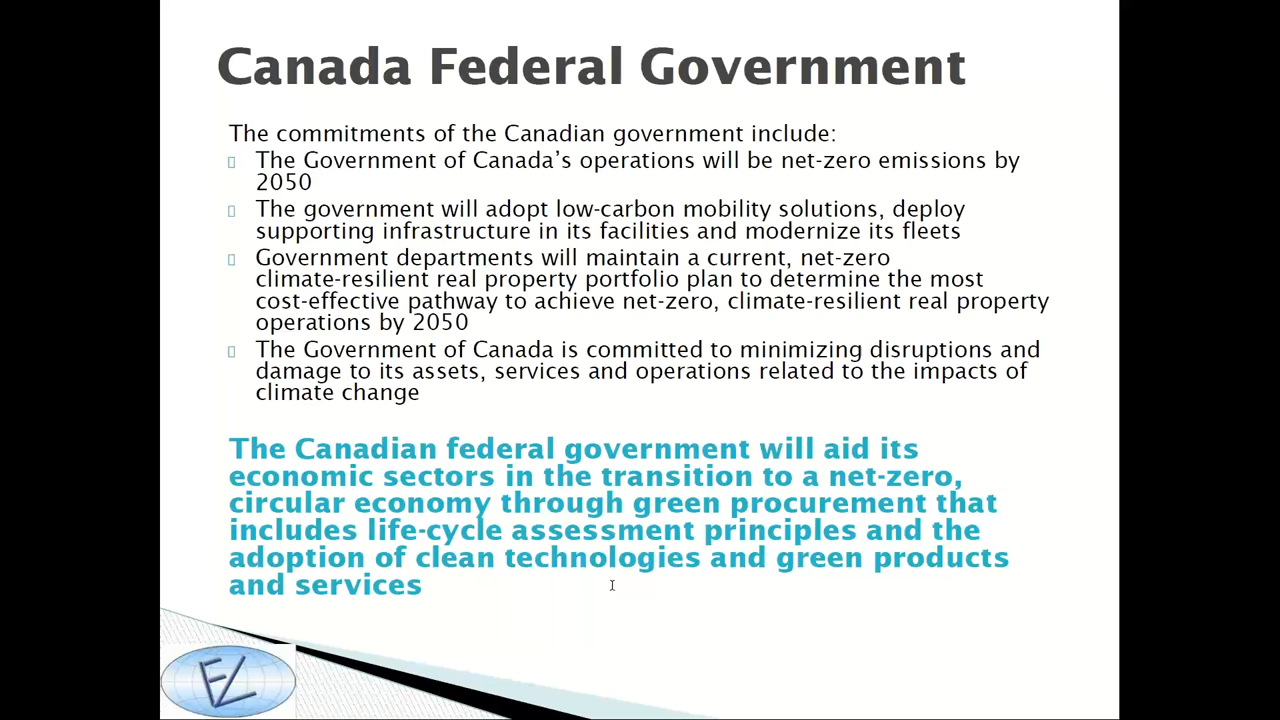 Canada Federal Government
The commitments of the Canadian government include:
The Government of Canada’s operations will be net-zero emissions by
2050
The government will adopt low-carbon mobility solutions, deploy
supporting infrastructure in its facilities and modernize its fleets
Government departments will maintain a current, net-zero
climate-resilient real property portfolio plan to determine the most
cost-effective pathway to achieve net-zero, climate-resilient real property
operations by 2050
The Government of Canada is committed to minimizing disruptions and
damage to its assets, services and operations related to the impacts of
climate change
The Canadian federal government will aid its
economic sectors in the transition to a net-zero,
circular economy through green procurement that
includes life-cycle assessment principles and the
adoption of clean technologies and green products
and services